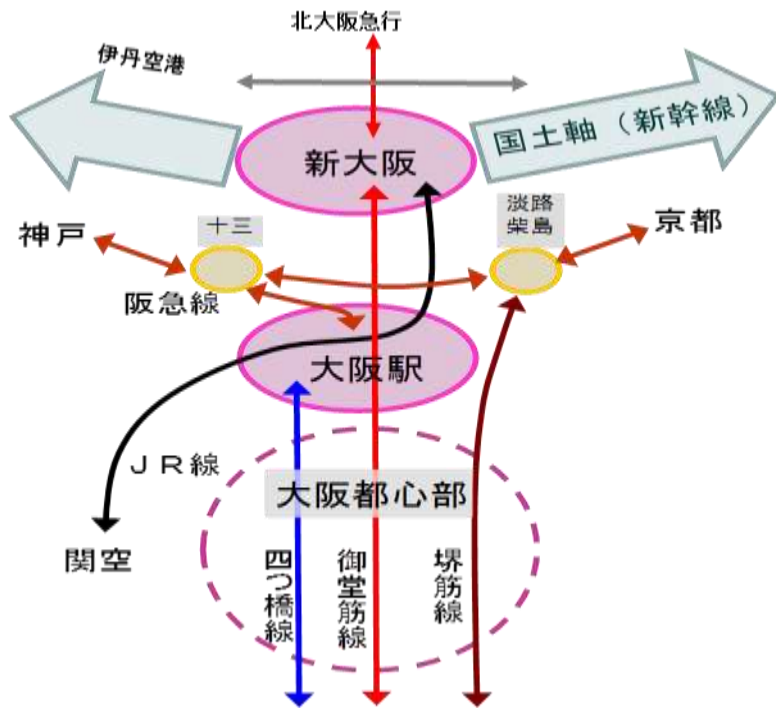 北大阪急行
伊丹空港
国土軸（新幹線）
新大阪
十三
淡路
柴島
神戸
京都
阪急線
大阪駅
ＪＲ線
大阪都心部
関空
四つ橋線
御堂筋線
堺筋線